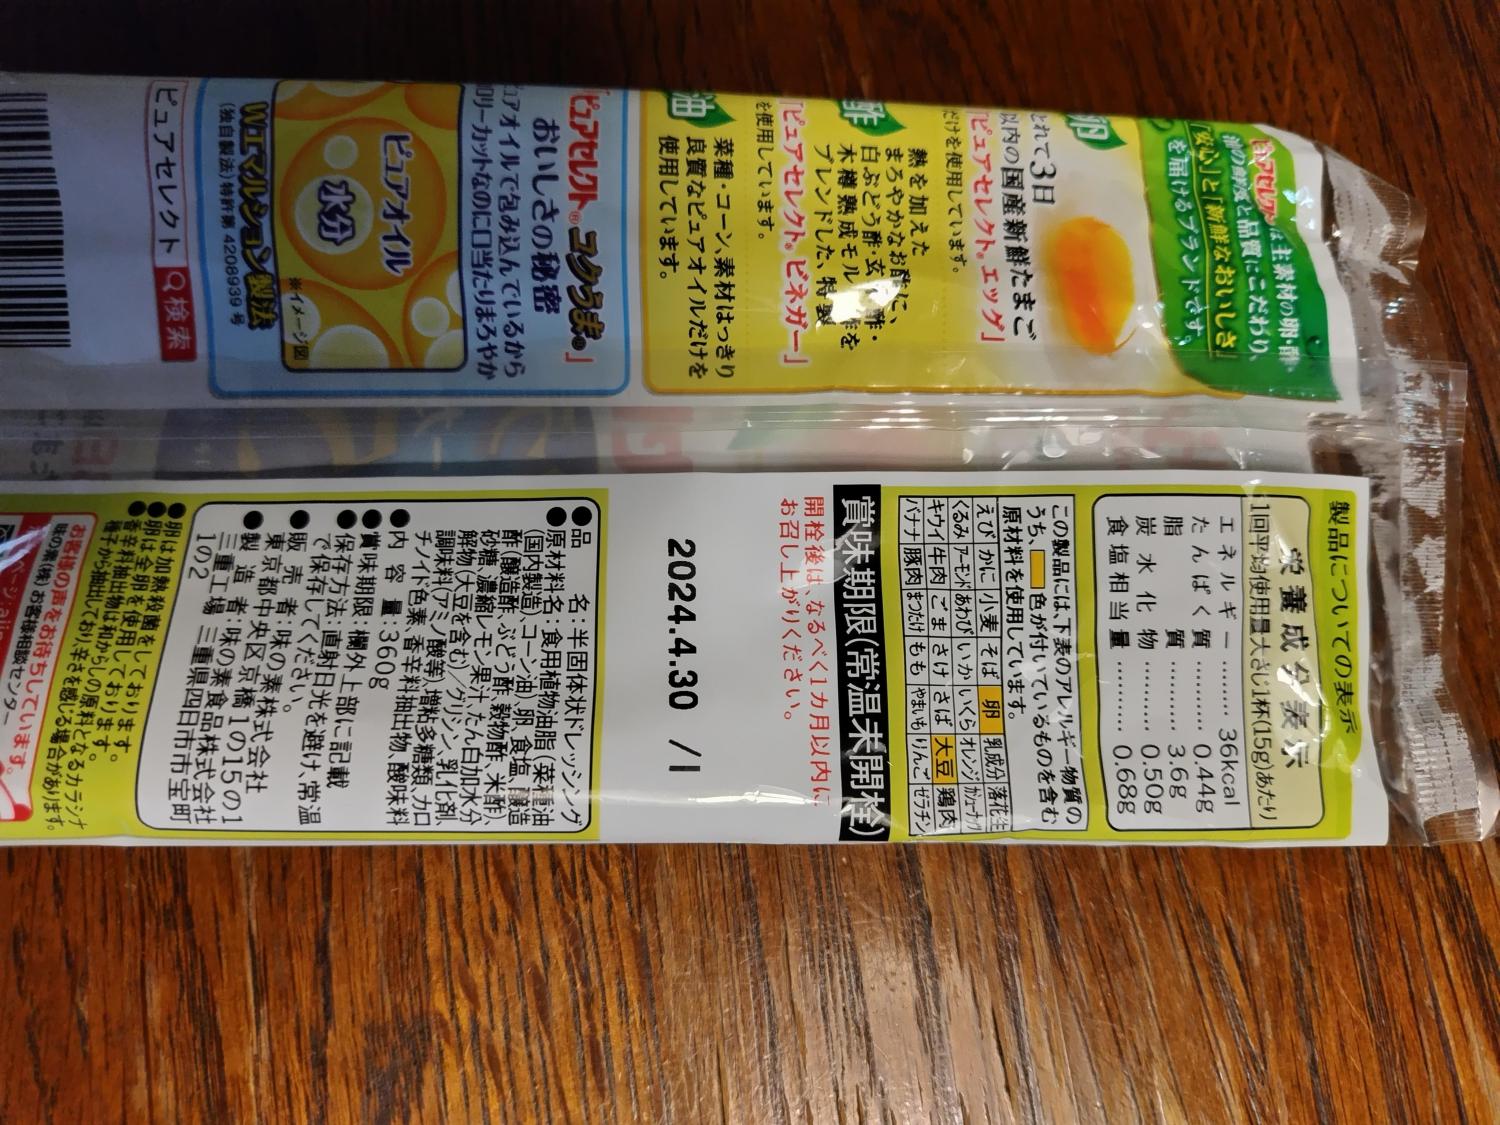 は主素材の卵・酢・
油の鮮度と品質にこだわり、
「安心」と「新鮮なおいしさ」
を届けるブランドです。
卵
とれて3日
以内の国産新鮮たまご
「ピュアセレクト® エッグ」
だけを使用しています。
酢
熱を加えた
まろやかなお酢に、
白ぶどう酢・玄
木樽熟成モル
ブレンドした、特製
「ピュアセレクト® ビネガー」
を使用しています。
油
菜種・コーン、素材はっきり
良質なピュアオイルだけを
使用しています。
「ピュアセレクト® コクうま®」
おいしさの秘密
ピュアオイルで包み込んでいるから
カロリーカットなのに口当たりまろやか
ピュアオイル
水分
※イメージ図
Wエマルション製法
(独自製法)特許第4208939号
ピュアセレクト 検索
製品についての表示
栄養成分表示
1回平均使用量大さじ1杯(15g)あたり
エネルギー ……… 36kcal
たんぱく質 ……… 0.44g
脂質 ……… 3.6g
炭水化物 ……… 0.50g
食塩相当量 ……… 0.68g
この製品には、下表のアレルギー物質の
うち、 色が付いているものを含む
原材料を使用しています。
えび かに 小麦 そば 卵 乳成分 落花生
くるみ アーモンド あわび いか いくら オレンジ カシューナッツ
キウイ 牛肉 ごま さけ さば 大豆 鶏肉
バナナ 豚肉 まつたけ もも やまいも りんご ゼラチン
賞味期限(常温未開栓)
開栓後は、なるべく1カ月以内に
お召し上がりください。
2024.4.30 /I
●品名:半固体状ドレッシング
●原材料名:食用植物油脂(菜種油
(国内製造)、コーン油)、卵、食塩、醸造
酢(醸造酢、ぶどう酢、穀物酢、米酢)、
砂糖、濃縮レモン果汁、たん白加水分
解物(大豆を含む)/グリシン、乳化剤、
調味料(アミノ酸等)、増粘多糖類、カロ
チノイド色素、香辛料抽出物、酸味料
●内容量:360g
●賞味期限:欄外上部に記載
●保存方法:直射日光を避け、常温
で保存してください。
●販売者:味の素株式会社
東京都中央区京橋1の15の1
●製造者:味の素食品株式会社
三重工場 三重県四日市市宝町
1の2
●卵は加熱殺菌をしております。
●卵は全卵を使用しております。
●香辛料抽出物は和からしの原料となるカラシナ
種子から抽出しており、辛さを感じる場合があります。
お客様の声をお待ちしています。
味の素(株)お客様相談センター